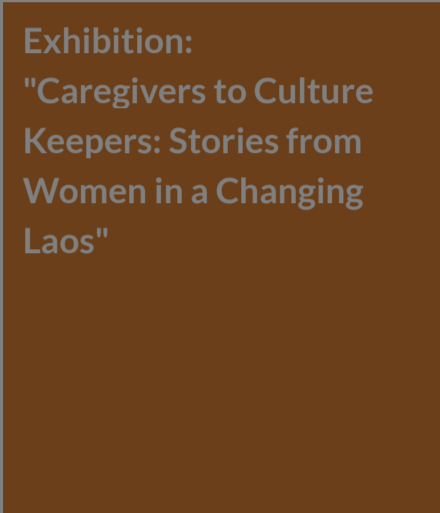 Exhibition:
"Caregivers to Culture
Keepers: Stories from
Women in a Changing
Laos"